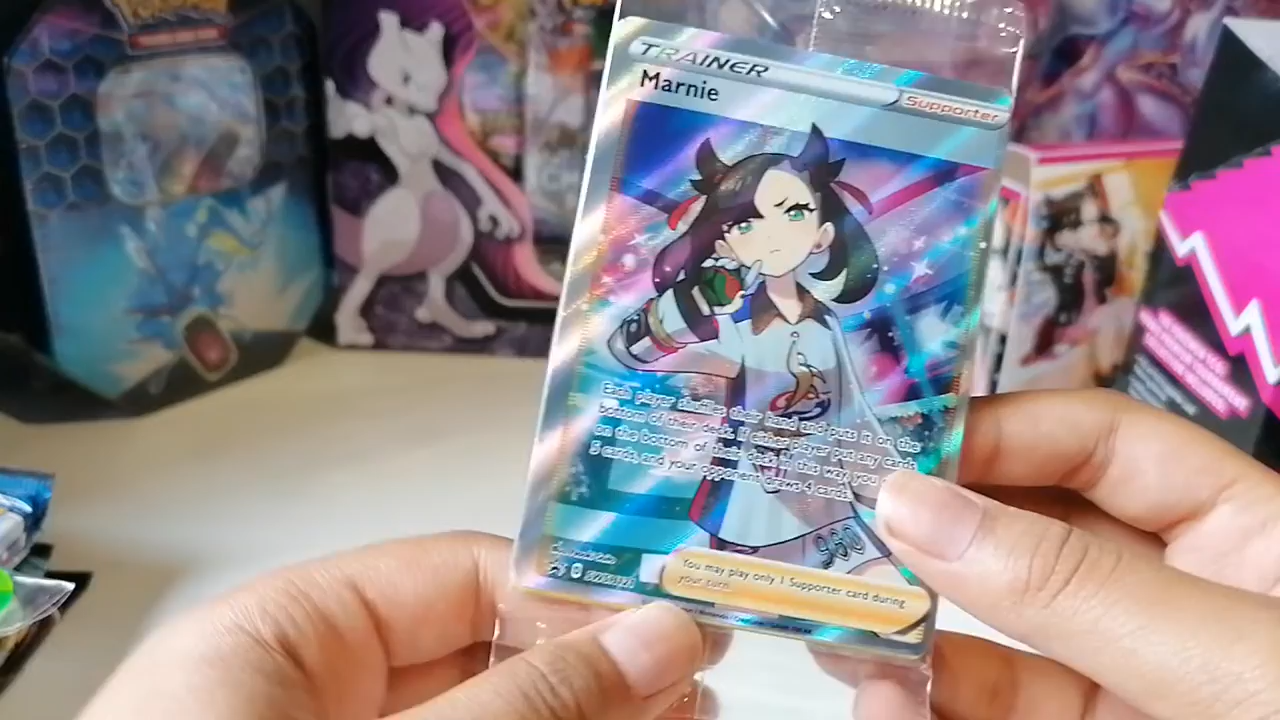 TRAINER
Marnie
Supporter
Each player shuffles their hand and puts it on the
bottom of their deck. If either player put any cards
on the bottom of their deck in this way, you
5 cards, and your opponent draws 4 cards.
960
You may play only 1 Supporter card during
your turn.